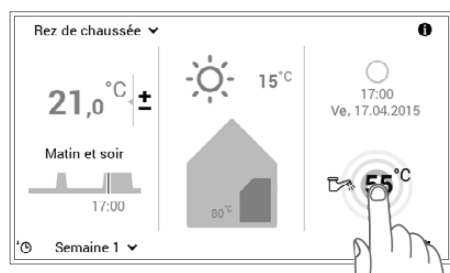 Rez de chaussée
21,0°C ±
Matin et soir
17:00
Semaine 1
15°C
80°C
17:00
Ve, 17.04.2015
55°C